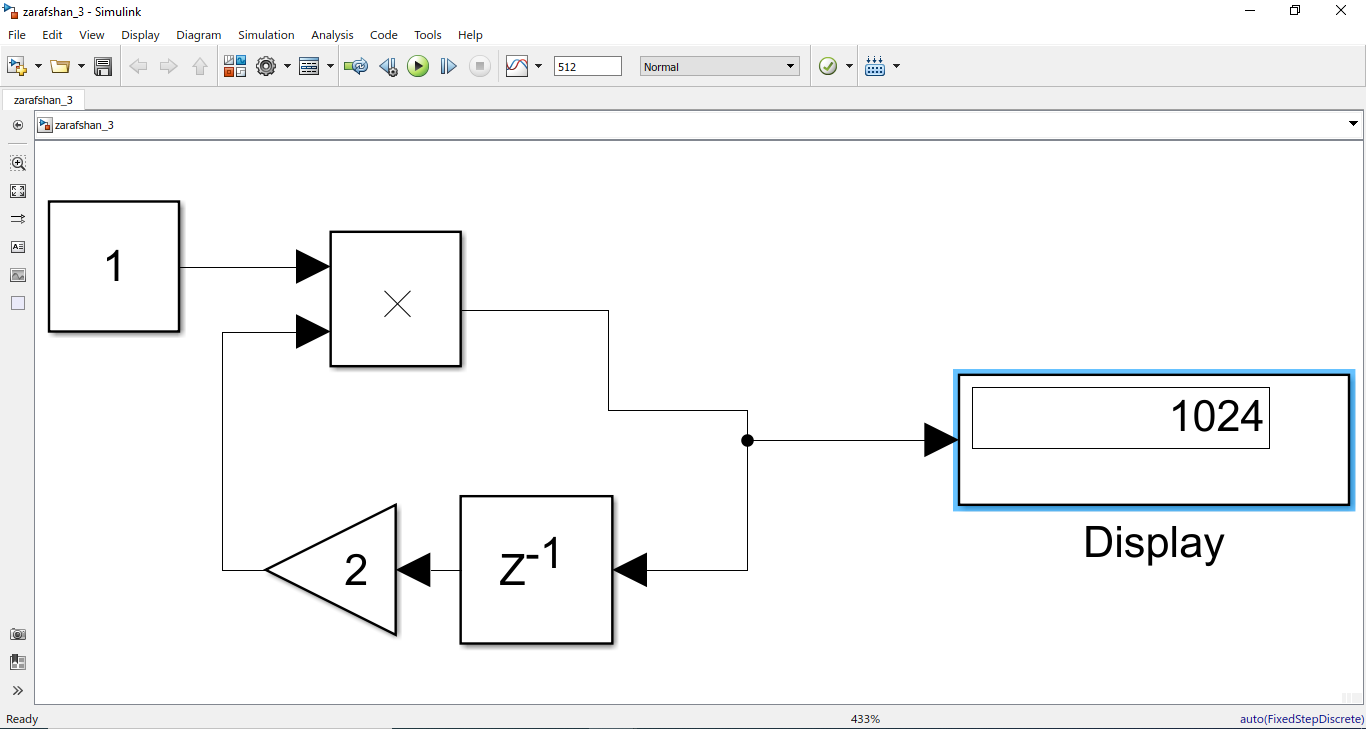 zarafshan_3 - Simulink
File Edit View Display Diagram Simulation Analysis Code Tools Help
512 Normal
zarafshan_3
zarafshan_3
1
1024
Display
2
Z-1
Ready 433% auto(FixedStepDiscrete)